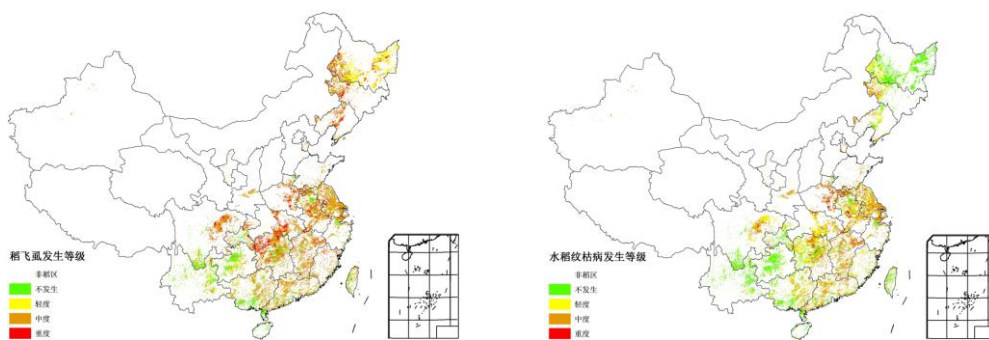 稻飞虱发生等级
非稻区
不发生
轻度
中度
重度
水稻纹枯病发生等级
非稻区
不发生
轻度
中度
重度